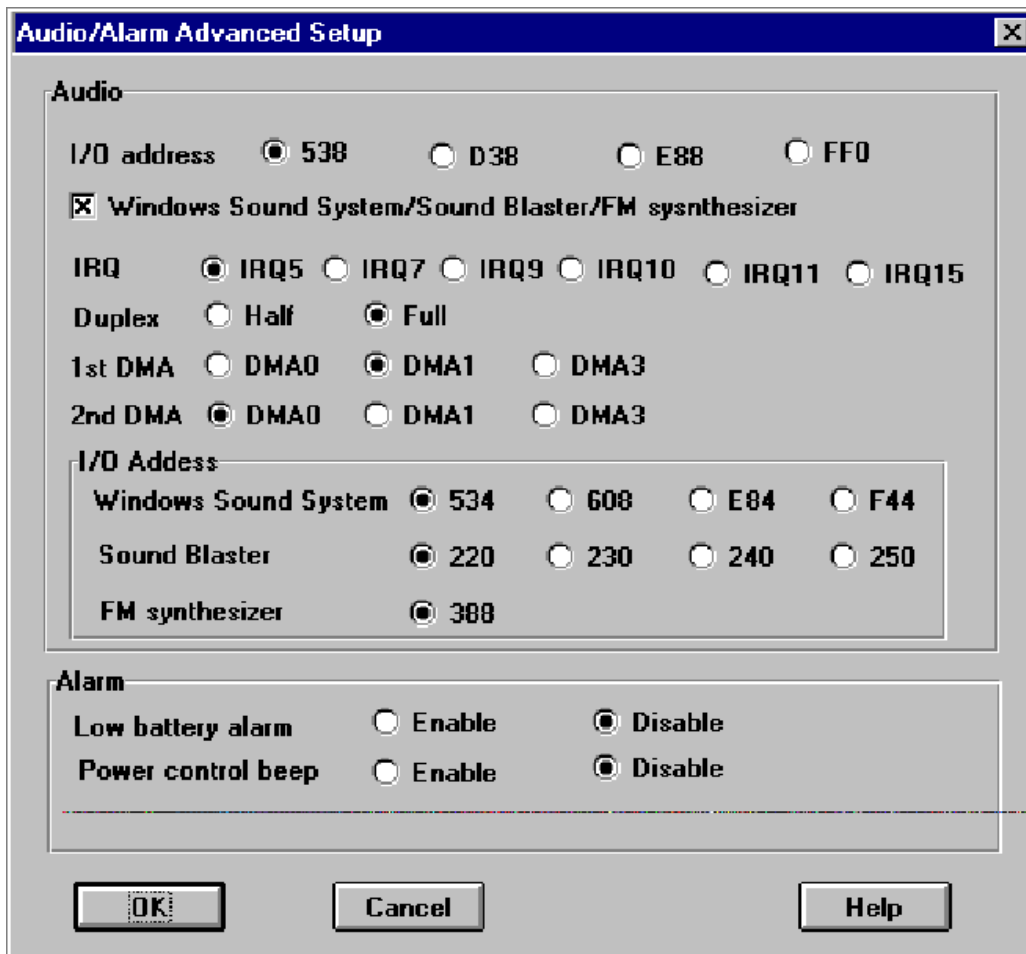 Audio/Alarm Advanced Setup
Audio
I/O address 538 D38 E88 FF0
Windows Sound System/Sound Blaster/FM sysnthesizer
IRQ IRQ5 IRQ7 IRQ9 IRQ10 IRQ11 IRQ15
Duplex Half Full
1st DMA DMA0 DMA1 DMA3
2nd DMA DMA0 DMA1 DMA3
I/O Addess
Windows Sound System 534 608 E84 F44
Sound Blaster 220 230 240 250
FM synthesizer 388
Alarm
Low battery alarm Enable Disable
Power control beep Enable Disable
OK Cancel Help